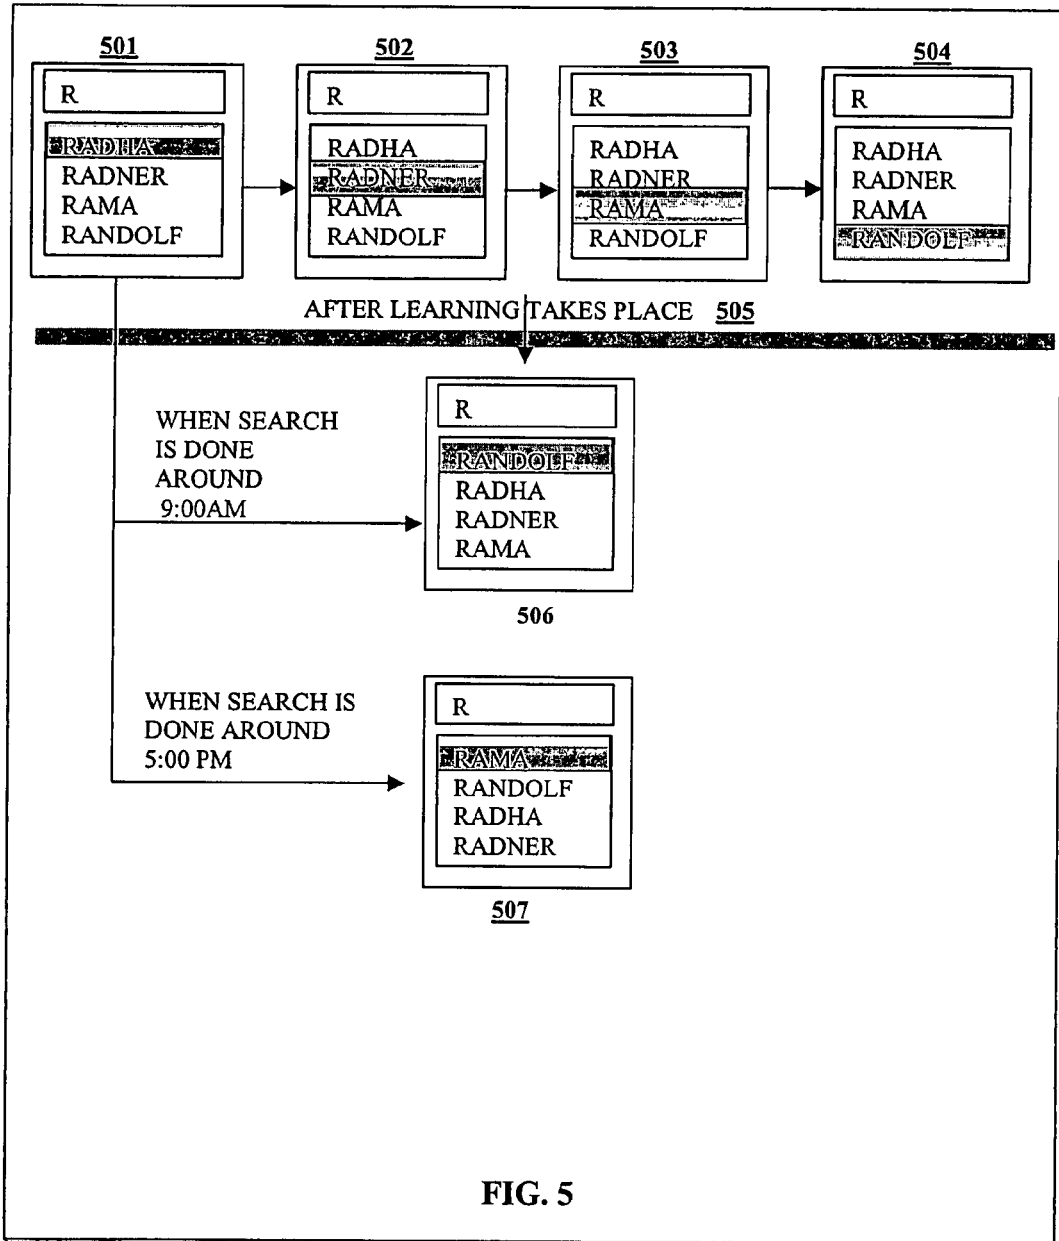 501
R
RADHA
RADNER
RAMA
RANDOLF
502
R
RADHA
RADNER
RAMA
RANDOLF
503
R
RADHA
RADNER
RAMA
RANDOLF
504
R
RADHA
RADNER
RAMA
RANDOLF
AFTER LEARNING TAKES PLACE 505
WHEN SEARCH
IS DONE
AROUND
9:00AM
R
RANDOLF
RADHA
RADNER
RAMA
506
WHEN SEARCH IS
DONE AROUND
5:00 PM
R
RAMA
RANDOLF
RADHA
RADNER
507
FIG. 5